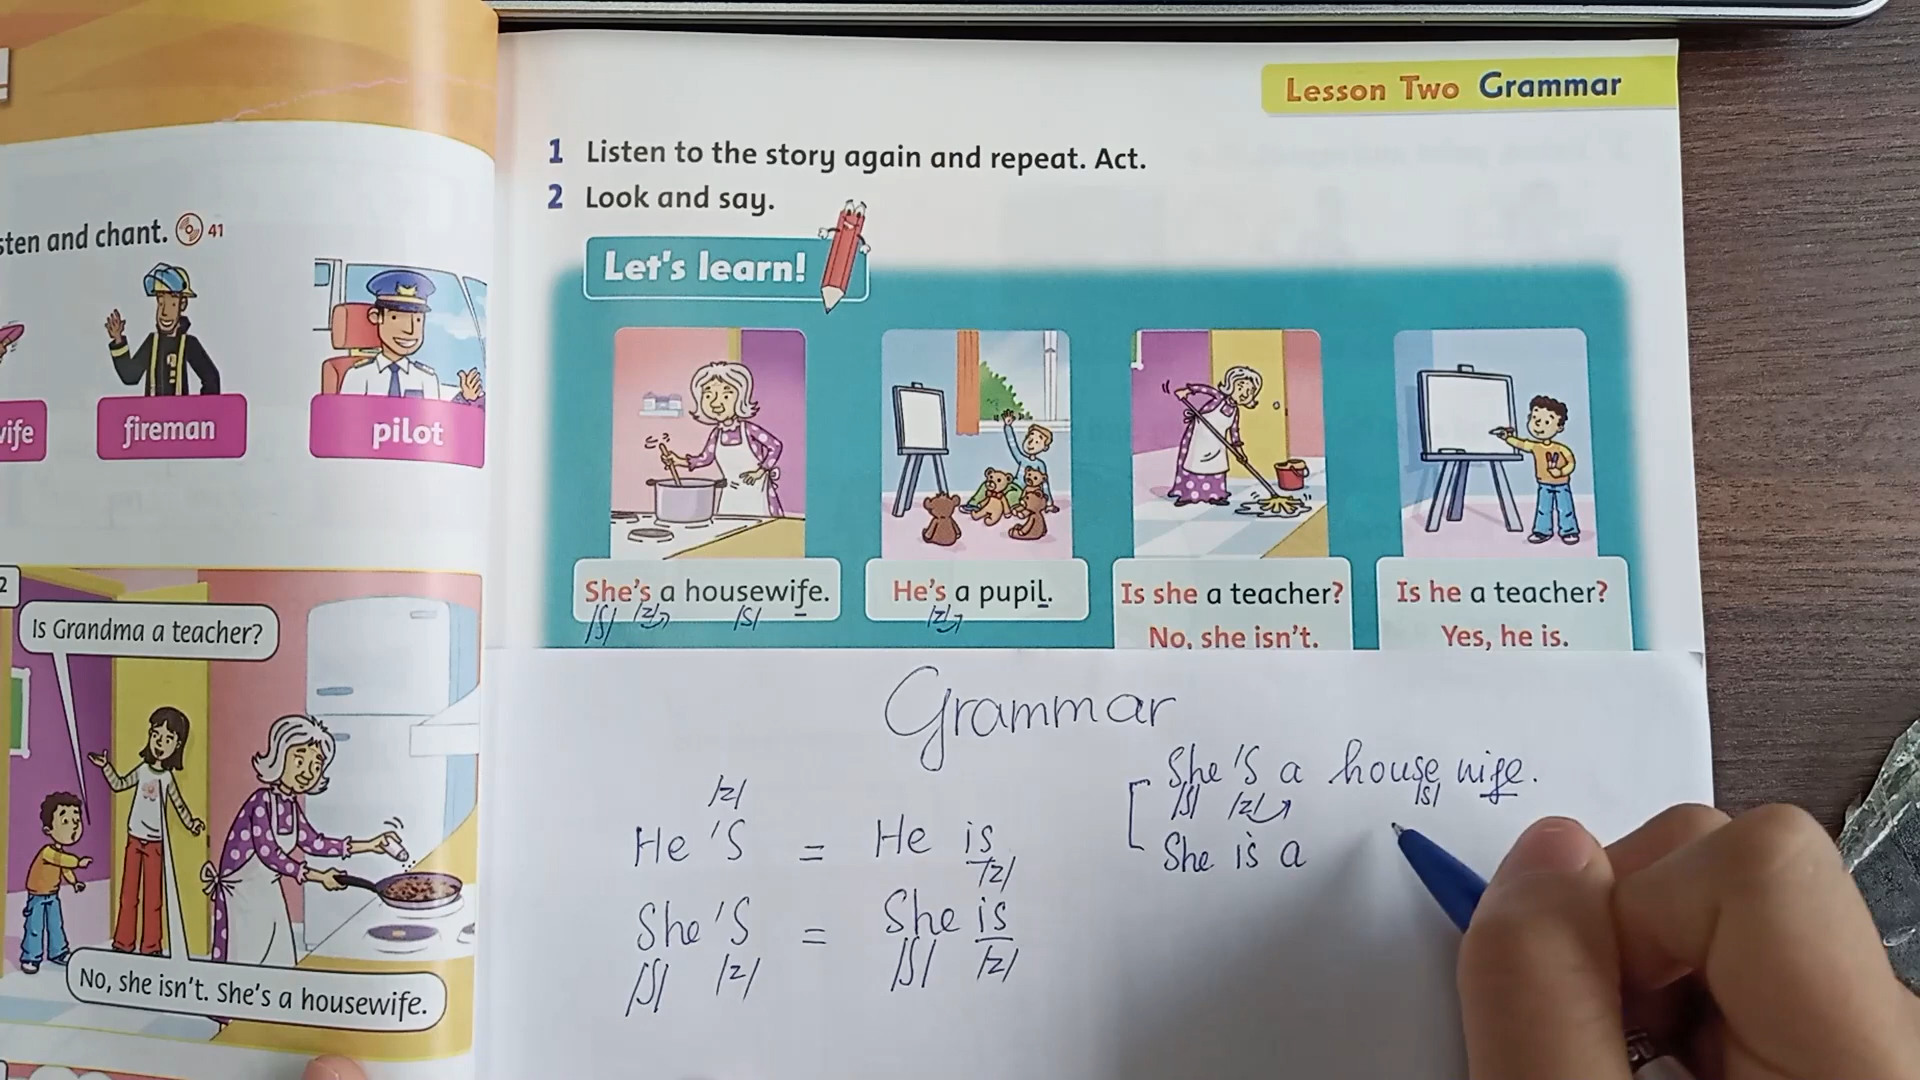 sten and chant. 41
ife
fireman
pilot
2
Is Grandma a teacher?
No, she isn't. She's a housewife.
Lesson Two Grammar
1 Listen to the story again and repeat. Act.
2 Look and say.
Let's learn!
She's a housewife.
/ʃ/ /z/ /s/
He's a pupil.
/z/
Is she a teacher?
No, she isn't.
Is he a teacher?
Yes, he is.
Grammar
/z/
He 's = He is
/z/
She 's = She is
/ʃ/ /z/ /ʃ/ /z/
She 's a house wife.
/ʃ/ /z/ /s/
She is a